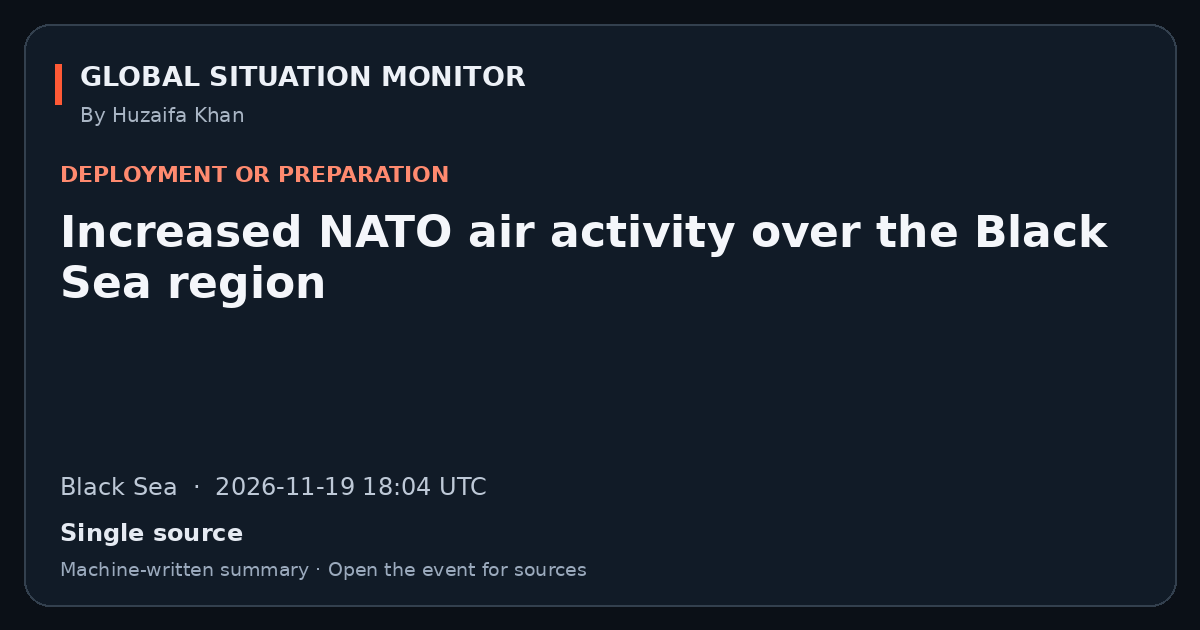 GLOBAL SITUATION MONITOR
By Huzaifa Khan
DEPLOYMENT OR PREPARATION
Increased NATO air activity over the Black
Sea region
Black Sea · 2026-11-19 18:04 UTC
Single source
Machine-written summary · Open the event for sources